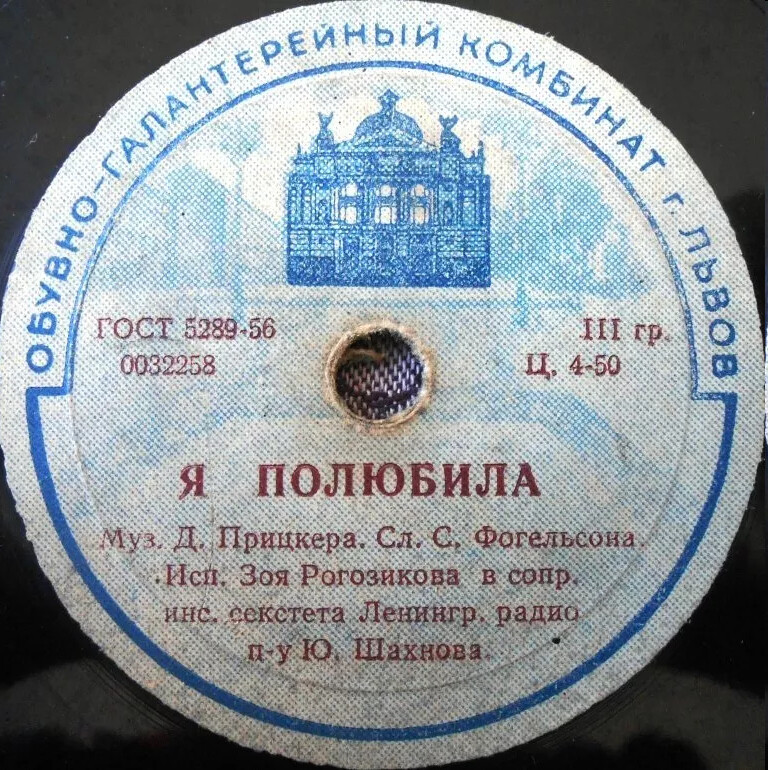 ОБУВНО-ГАЛАНТЕРЕЙНЫЙ КОМБИНАТ г. ЛЬВОВ
ГОСТ 5289-56
0032258
III гр.
Ц. 4-50
Я ПОЛЮБИЛА
Муз. Д. Прицкера. Сл. С. Фогельсона.
Исп. Зоя Рогозикова в сопр.
инс. секстета Ленингр. радио
п-у Ю. Шахнова.